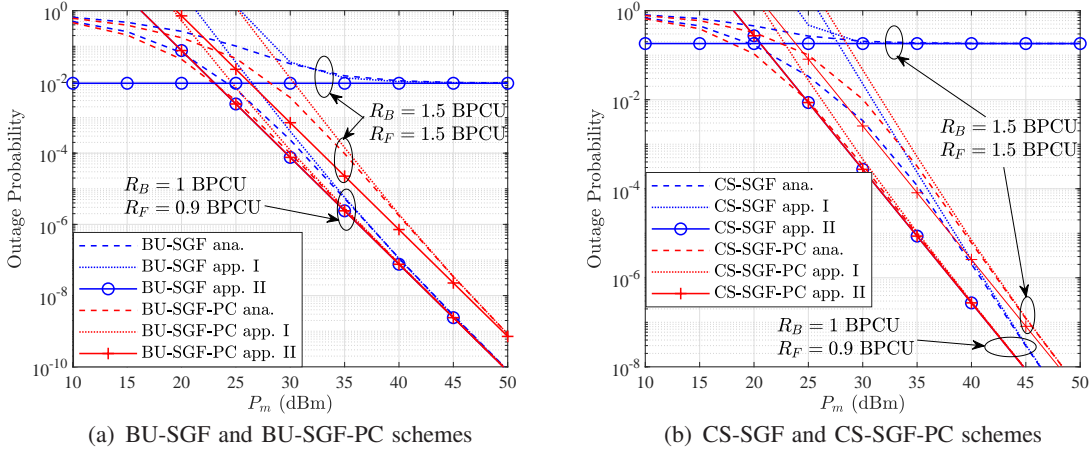 10^0
10^-2
10^-4
10^-6
10^-8
10^-10
Outage Probability
R_B = 1.5 BPCU
R_F = 1.5 BPCU
R_B = 1 BPCU
R_F = 0.9 BPCU
BU-SGF ana.
BU-SGF app. I
BU-SGF app. II
BU-SGF-PC ana.
BU-SGF-PC app. I
BU-SGF-PC app. II
10 15 20 25 30 35 40 45 50
P_m (dBm)
(a) BU-SGF and BU-SGF-PC schemes
10^0
10^-2
10^-4
10^-6
10^-8
Outage Probability
R_B = 1.5 BPCU
R_F = 1.5 BPCU
CS-SGF ana.
CS-SGF app. I
CS-SGF app. II
CS-SGF-PC ana.
CS-SGF-PC app. I
CS-SGF-PC app. II
R_B = 1 BPCU
R_F = 0.9 BPCU
10 15 20 25 30 35 40 45 50
P_m (dBm)
(b) CS-SGF and CS-SGF-PC schemes